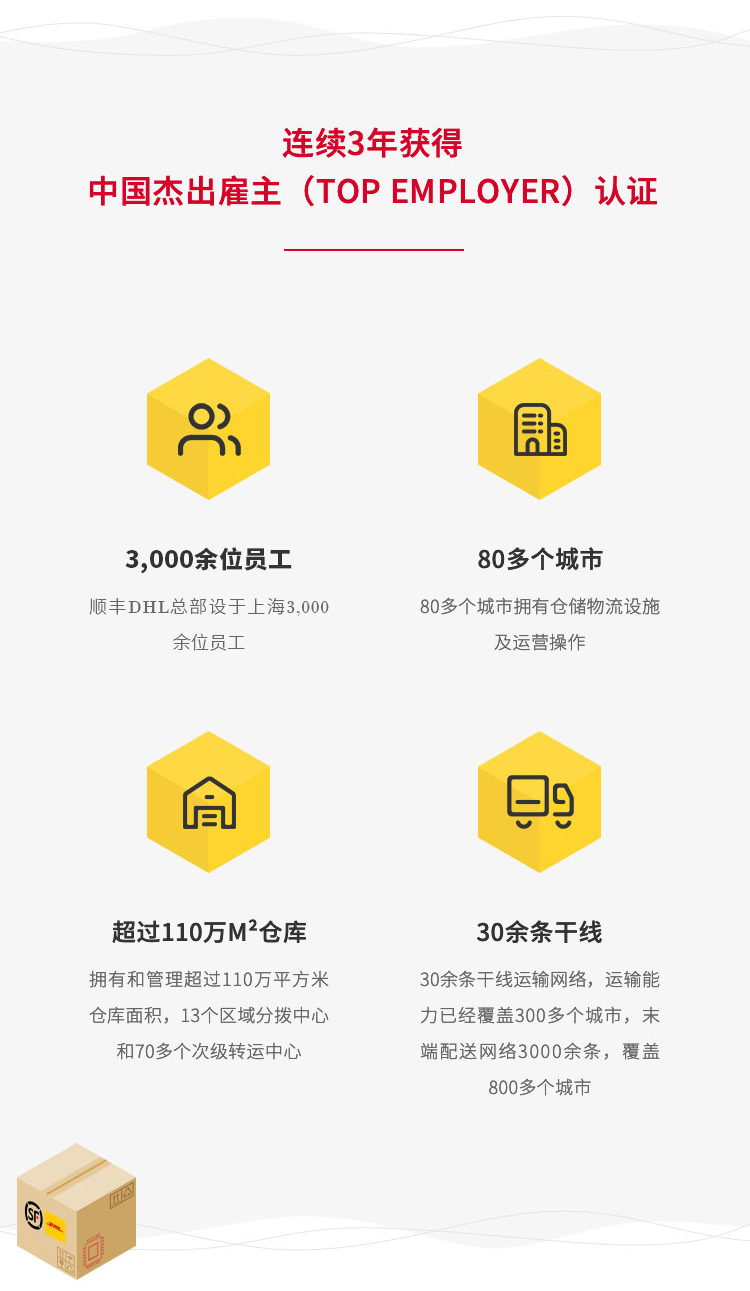 连续3年获得
中国杰出雇主（TOP EMPLOYER）认证
3,000余位员工
顺丰DHL总部设于上海3,000
余位员工
80多个城市
80多个城市拥有仓储物流设施
及运营操作
超过110万M²仓库
拥有和管理超过110万平方米
仓库面积，13个区域分拨中心
和70多个次级转运中心
30余条干线
30余条干线运输网络，运输能
力已经覆盖300多个城市，末
端配送网络3000余条，覆盖
800多个城市
SF
DHL